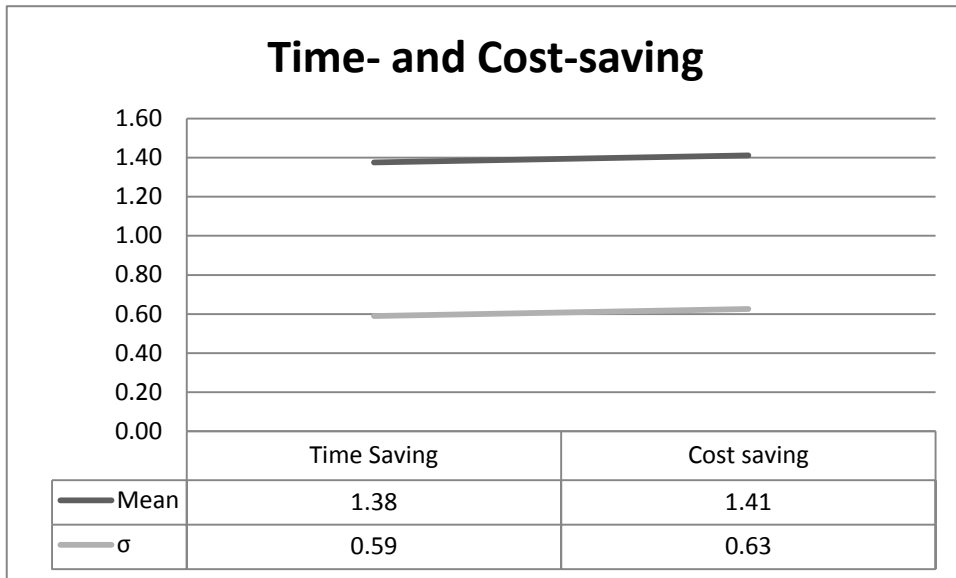 Time- and Cost-saving
1.60
1.40
1.20
1.00
0.80
0.60
0.40
0.20
0.00
Time Saving Cost saving
Mean 1.38 1.41
σ 0.59 0.63